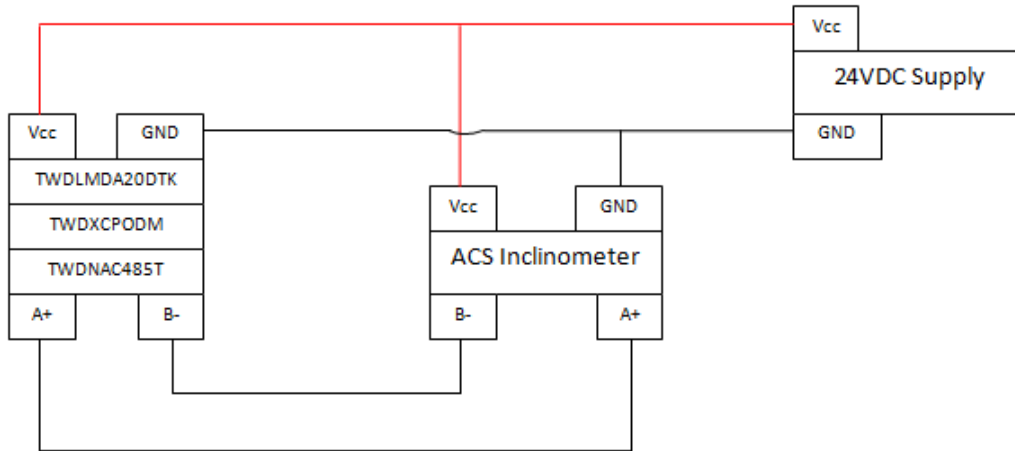 Vcc
24VDC Supply
GND
Vcc
GND
TWDLMDA20DTK
TWDXCPODM
TWDNAC485T
A+
B-
Vcc
GND
ACS Inclinometer
B-
A+